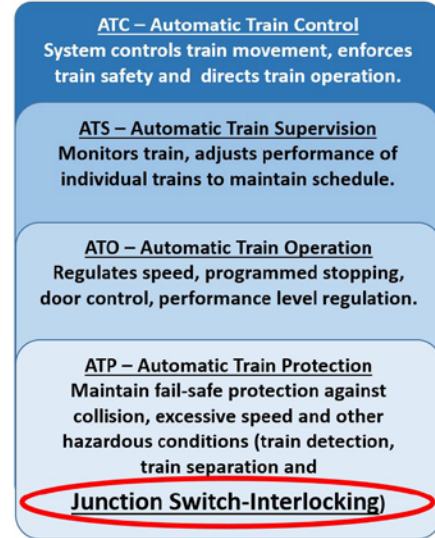 ATC – Automatic Train Control
System controls train movement, enforces
train safety and  directs train operation.
ATS – Automatic Train Supervision
Monitors train, adjusts performance of
individual trains to maintain schedule.
ATO – Automatic Train Operation
Regulates speed, programmed stopping,
door control, performance level regulation.
ATP – Automatic Train Protection
Maintain fail-safe protection against
collision, excessive speed and other
hazardous conditions (train detection,
train separation and
Junction Switch-Interlocking)